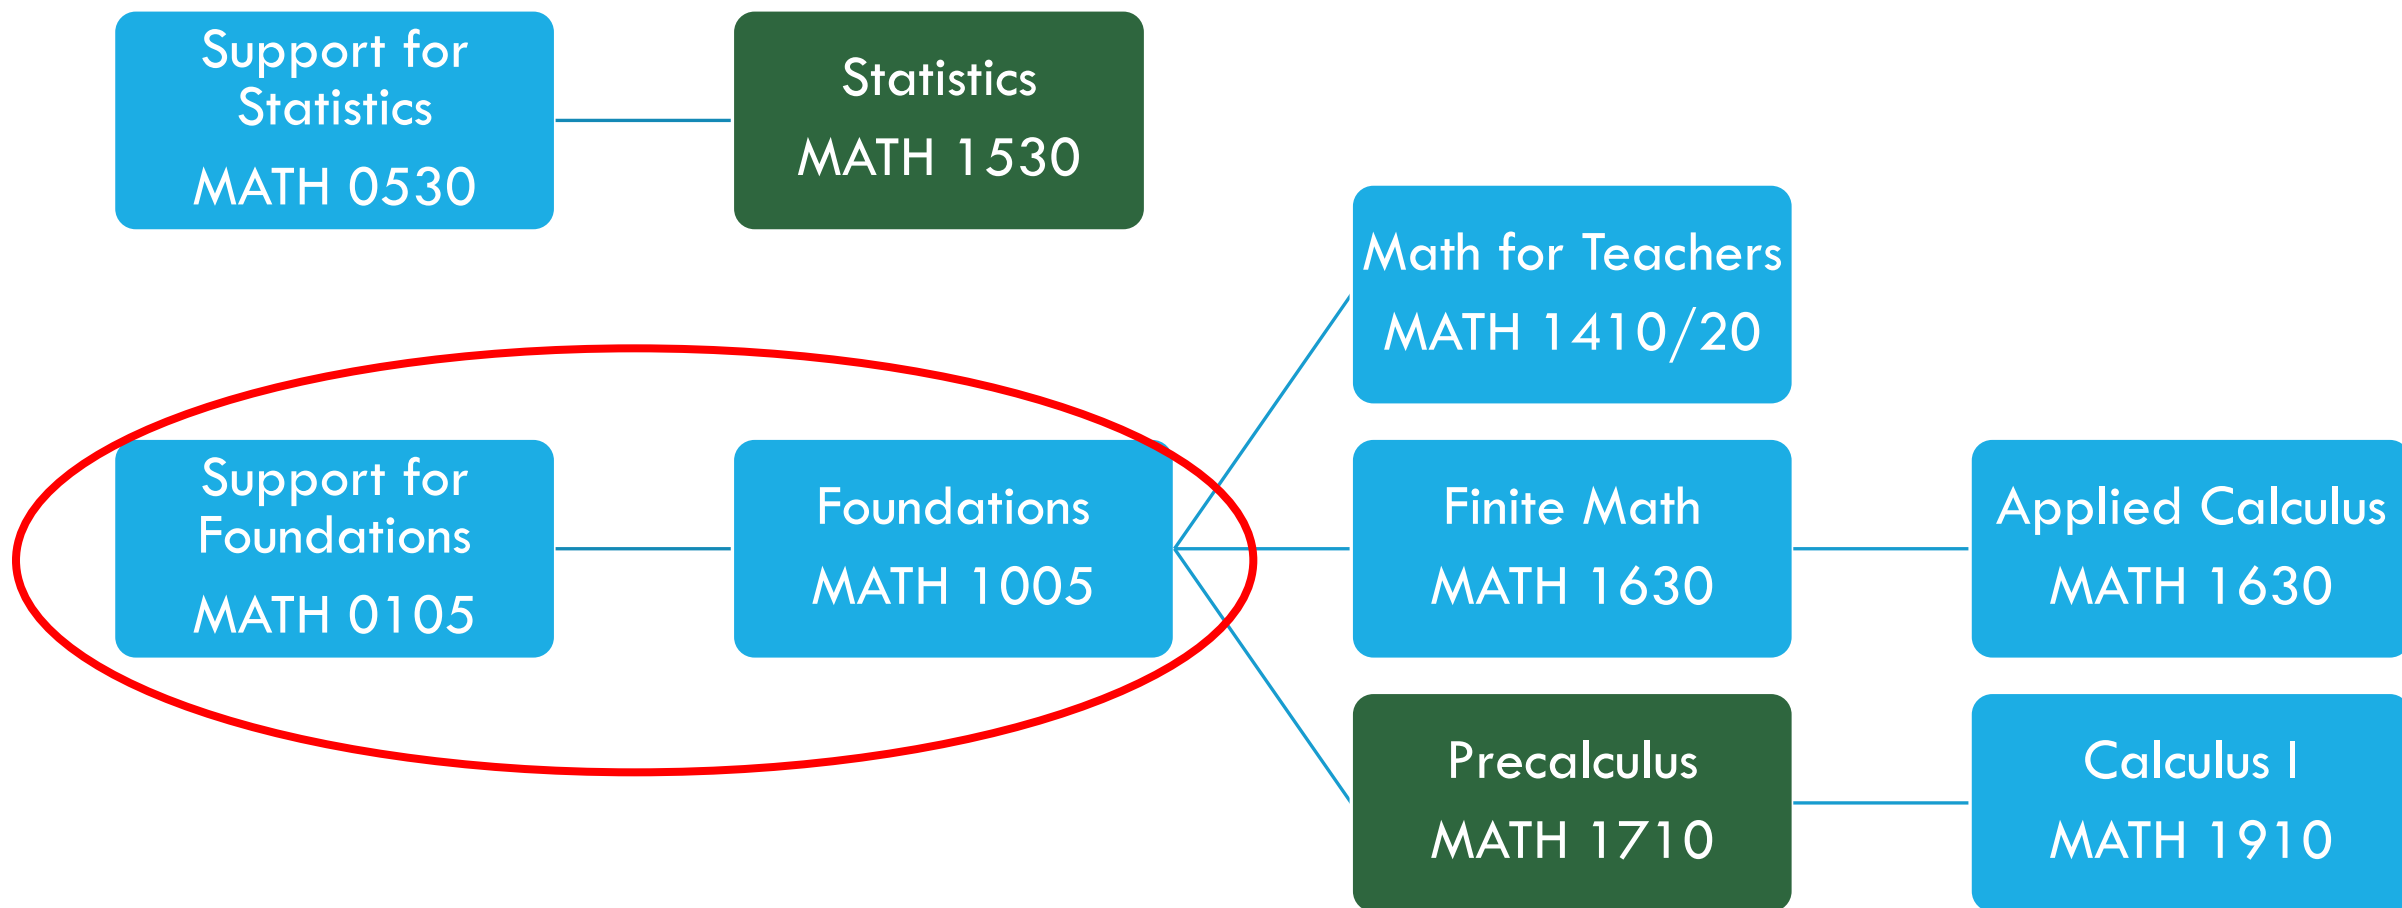 Support for
Statistics
MATH 0530
Statistics
MATH 1530
Math for Teachers
MATH 1410/20
Support for
Foundations
MATH 0105
Foundations
MATH 1005
Finite Math
MATH 1630
Applied Calculus
MATH 1630
Precalculus
MATH 1710
Calculus I
MATH 1910